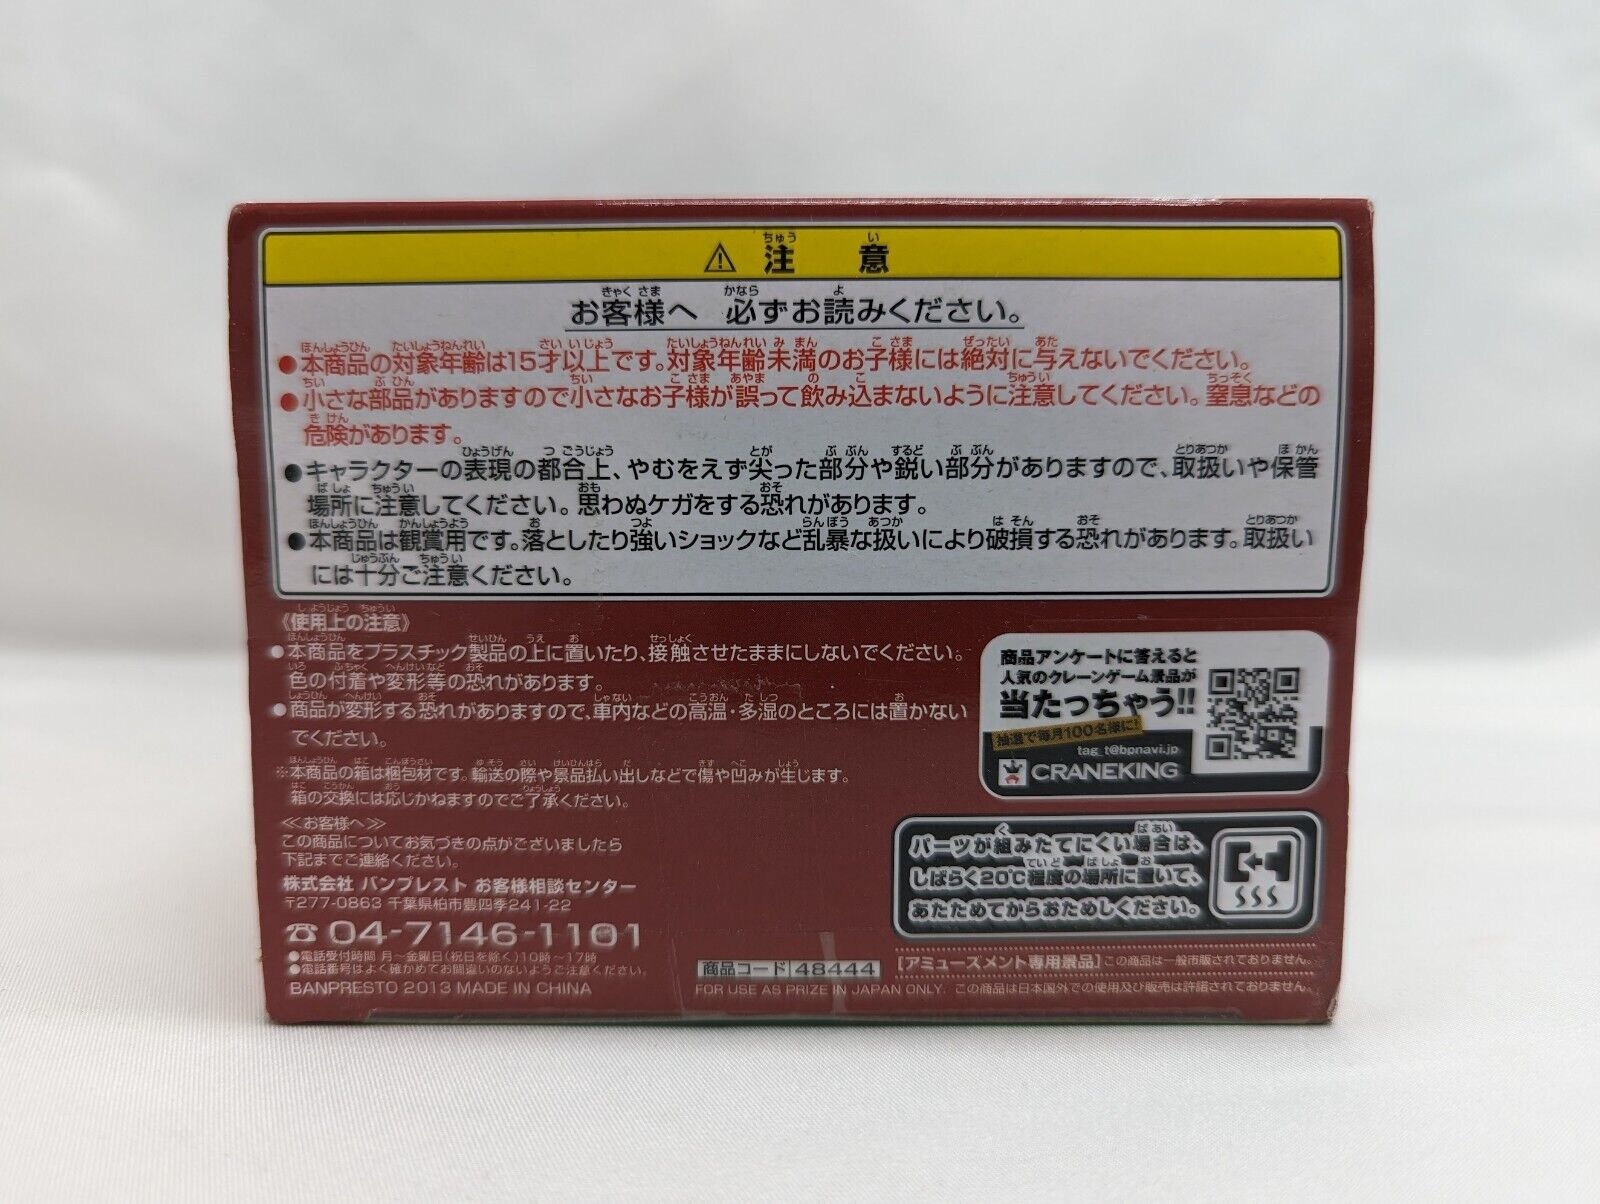 ⚠ 注意
お客様へ 必ずお読みください。
●本商品の対象年齢は15才以上です。対象年齢未満のお子様には絶対に与えないでください。
●小さな部品がありますので小さなお子様が誤って飲み込まないように注意してください。窒息などの
危険があります。
●キャラクターの表現の都合上、やむをえず尖った部分や鋭い部分がありますので、取扱いや保管
場所に注意してください。思わぬケガをする恐れがあります。
●本商品は観賞用です。落としたり強いショックなど乱暴な扱いにより破損する恐れがあります。取扱い
には十分ご注意ください。
《使用上の注意》
●本商品をプラスチック製品の上に置いたり、接触させたままにしないでください。
色の付着や変形等の恐れがあります。
●商品が変形する恐れがありますので、車内などの高温・多湿のところには置かない
でください。
※本商品の箱は梱包材です。輸送の際や景品払い出しなどで傷や凹みが生じます。
箱の交換には応じかねますのでご了承ください。
≪お客様へ≫
この商品についてお気づきの点がございましたら
下記までご連絡ください。
株式会社 バンプレスト お客様相談センター
〒277-0863 千葉県柏市豊四季241-22
☎ 04-7146-1101
●電話受付時間 月〜金曜日(祝日を除く)10時〜17時
●電話番号はよく確かめてお間違いのないようご注意ください。
BANPRESTO 2013 MADE IN CHINA
商品アンケートに答えると
人気のクレーンゲーム景品が
当たっちゃう!!
抽選で毎月100名様に!
tag_t@bpnavi.jp
CRANEKING
パーツが組みたてにくい場合は、
しばらく20℃程度の場所に置いて、
あたためてからおためしください。
商品コード 48444
[アミューズメント専用景品] この商品は一般市販されておりません。
FOR USE AS PRIZE IN JAPAN ONLY. この商品は日本国外での使用及び販売は許諾されておりません。